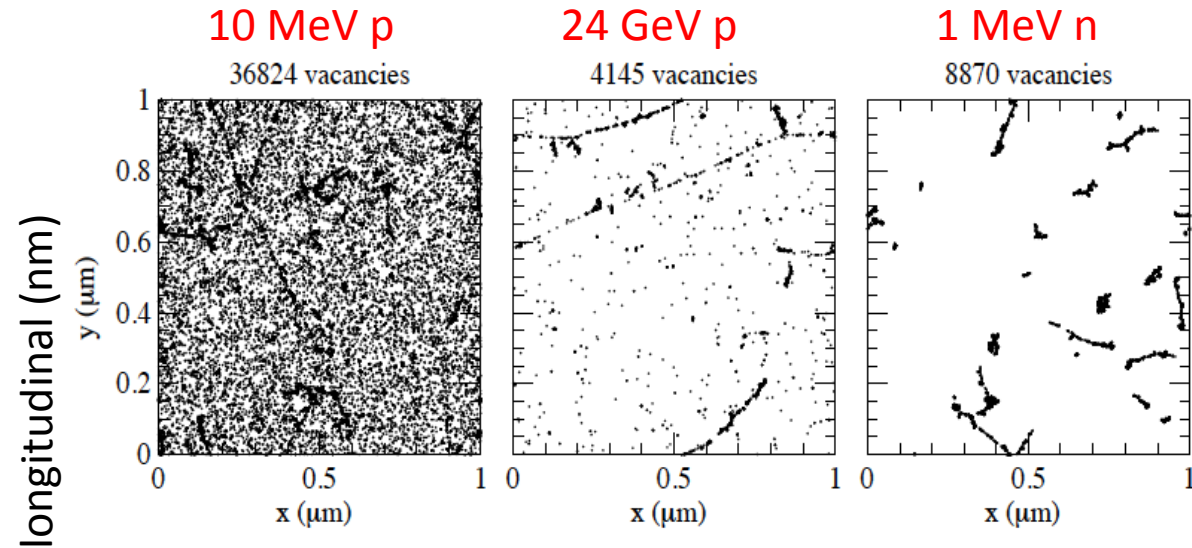 10 MeV p 24 GeV p 1 MeV n
36824 vacancies 4145 vacancies 8870 vacancies
longitudinal (nm)
y (μm)
1
0.8
0.6
0.4
0.2
0
0 0.5 1 0 0.5 1 0 0.5 1
x (μm) x (μm) x (μm)